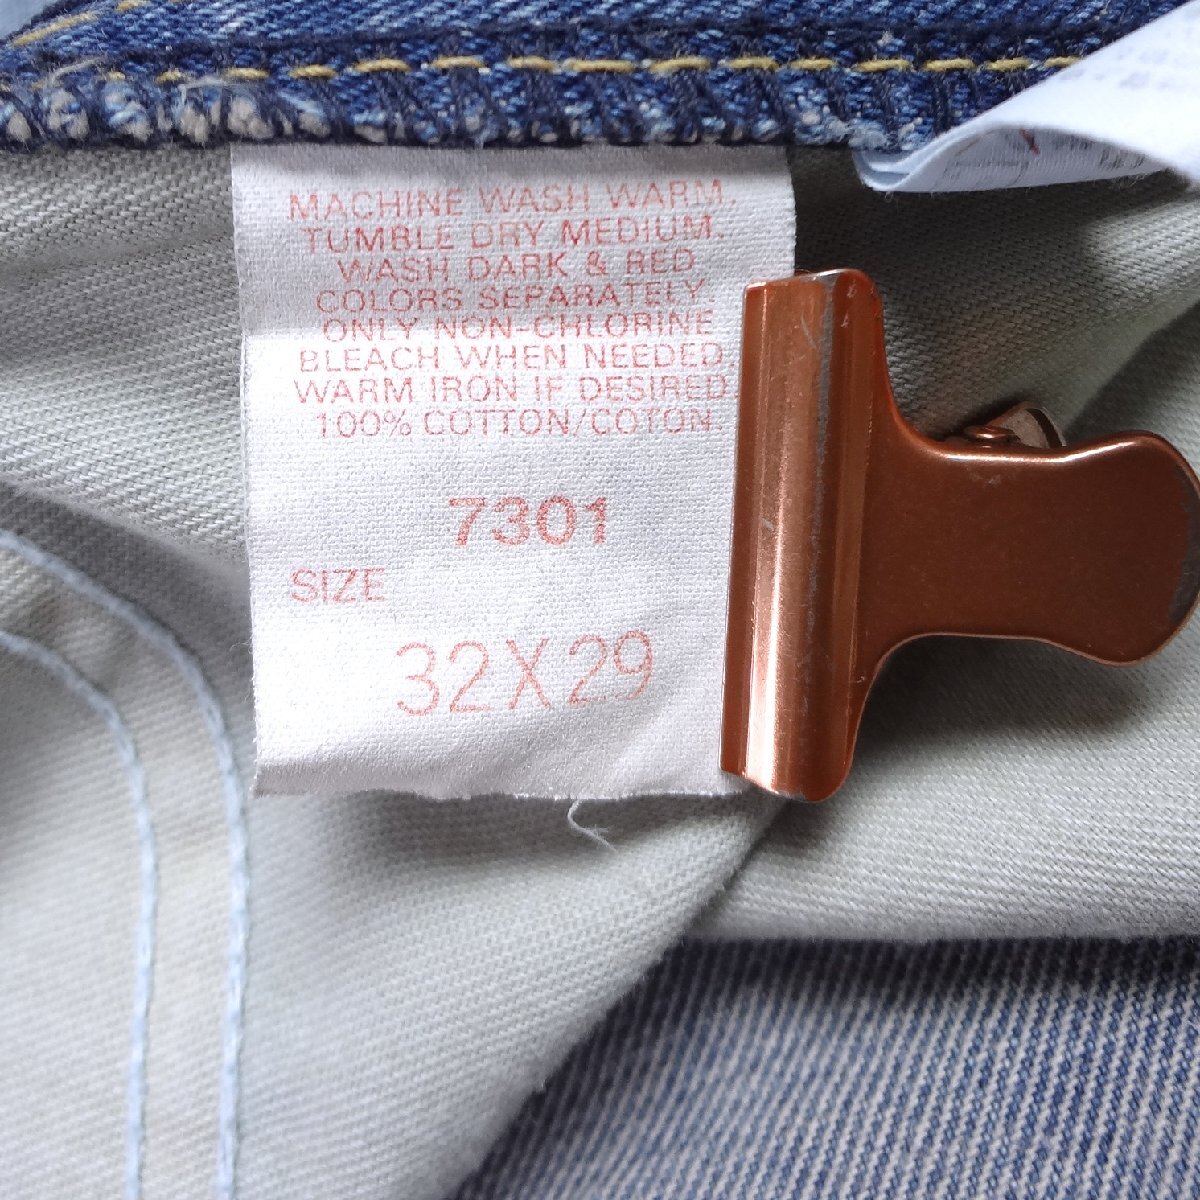 MACHINE WASH WARM.
TUMBLE DRY MEDIUM.
WASH DARK & RED
COLORS SEPARATELY.
ONLY NON-CHLORINE
BLEACH WHEN NEEDED
WARM IRON IF DESIRED
100% COTTON/COTON.
7301
SIZE
32X29